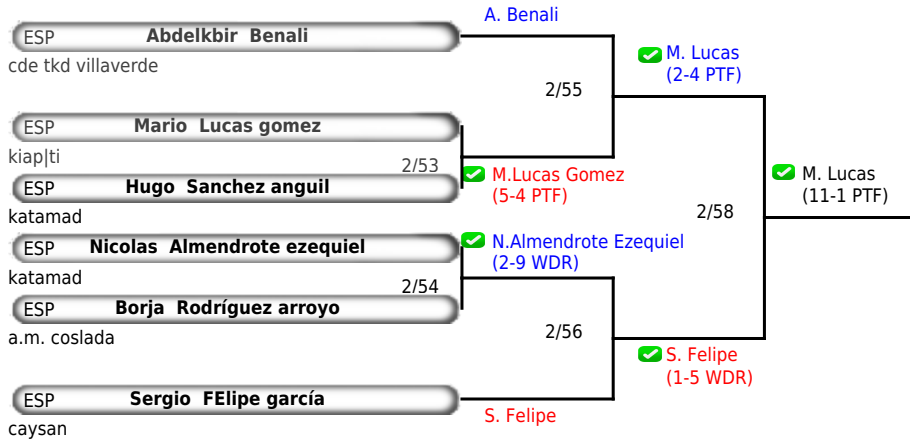 A. Benali
ESP Abdelkbir Benali
cde tkd villaverde
M. Lucas
(2-4 PTF)
2/55
ESP Mario Lucas gomez
kiap|ti
2/53
M.Lucas Gomez
(5-4 PTF)
M. Lucas
(11-1 PTF)
ESP Hugo Sanchez anguil
katamad
2/58
ESP Nicolas Almendrote ezequiel
N.Almendrote Ezequiel
(2-9 WDR)
katamad
2/54
ESP Borja Rodríguez arroyo
a.m. coslada
2/56
S. Felipe
(1-5 WDR)
ESP Sergio FElipe garcía
S. Felipe
caysan